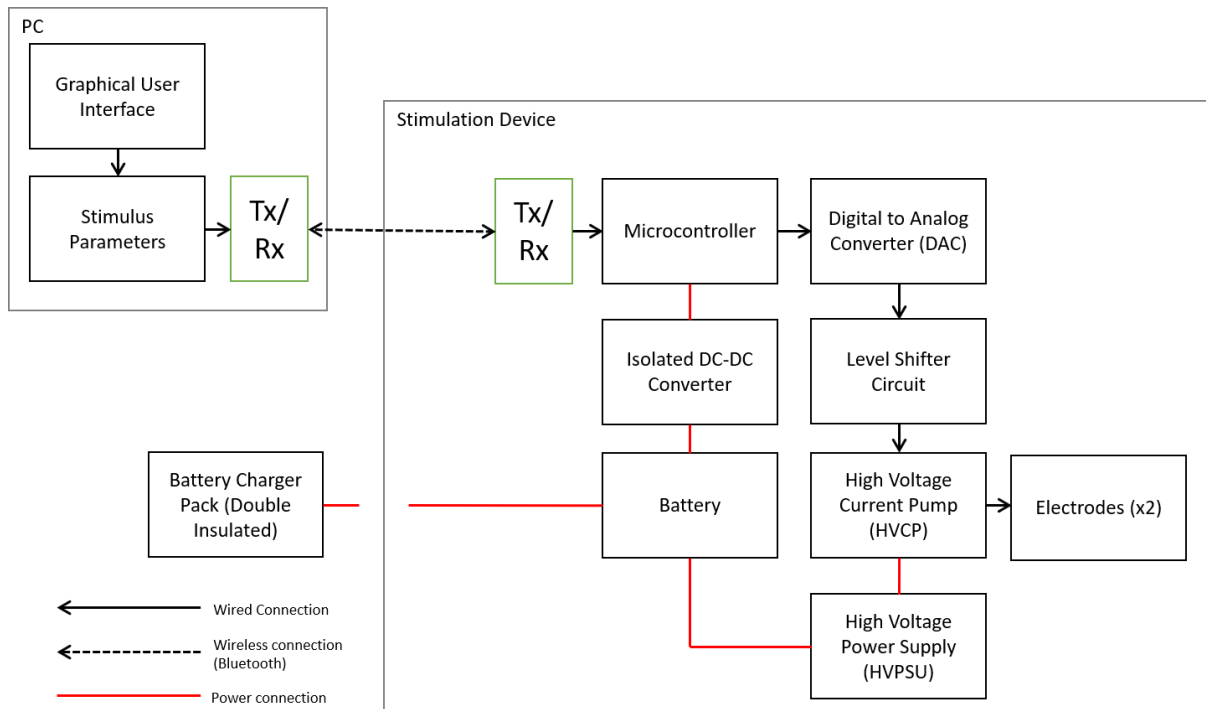 PC
Graphical User
Interface
Stimulus
Parameters
Tx/
Rx
Stimulation Device
Tx/
Rx
Microcontroller
Digital to Analog
Converter (DAC)
Isolated DC-DC
Converter
Level Shifter
Circuit
Battery Charger
Pack (Double
Insulated)
Battery
High Voltage
Current Pump
(HVCP)
Electrodes (x2)
High Voltage
Power Supply
(HVPSU)
Wired Connection
Wireless connection
(Bluetooth)
Power connection